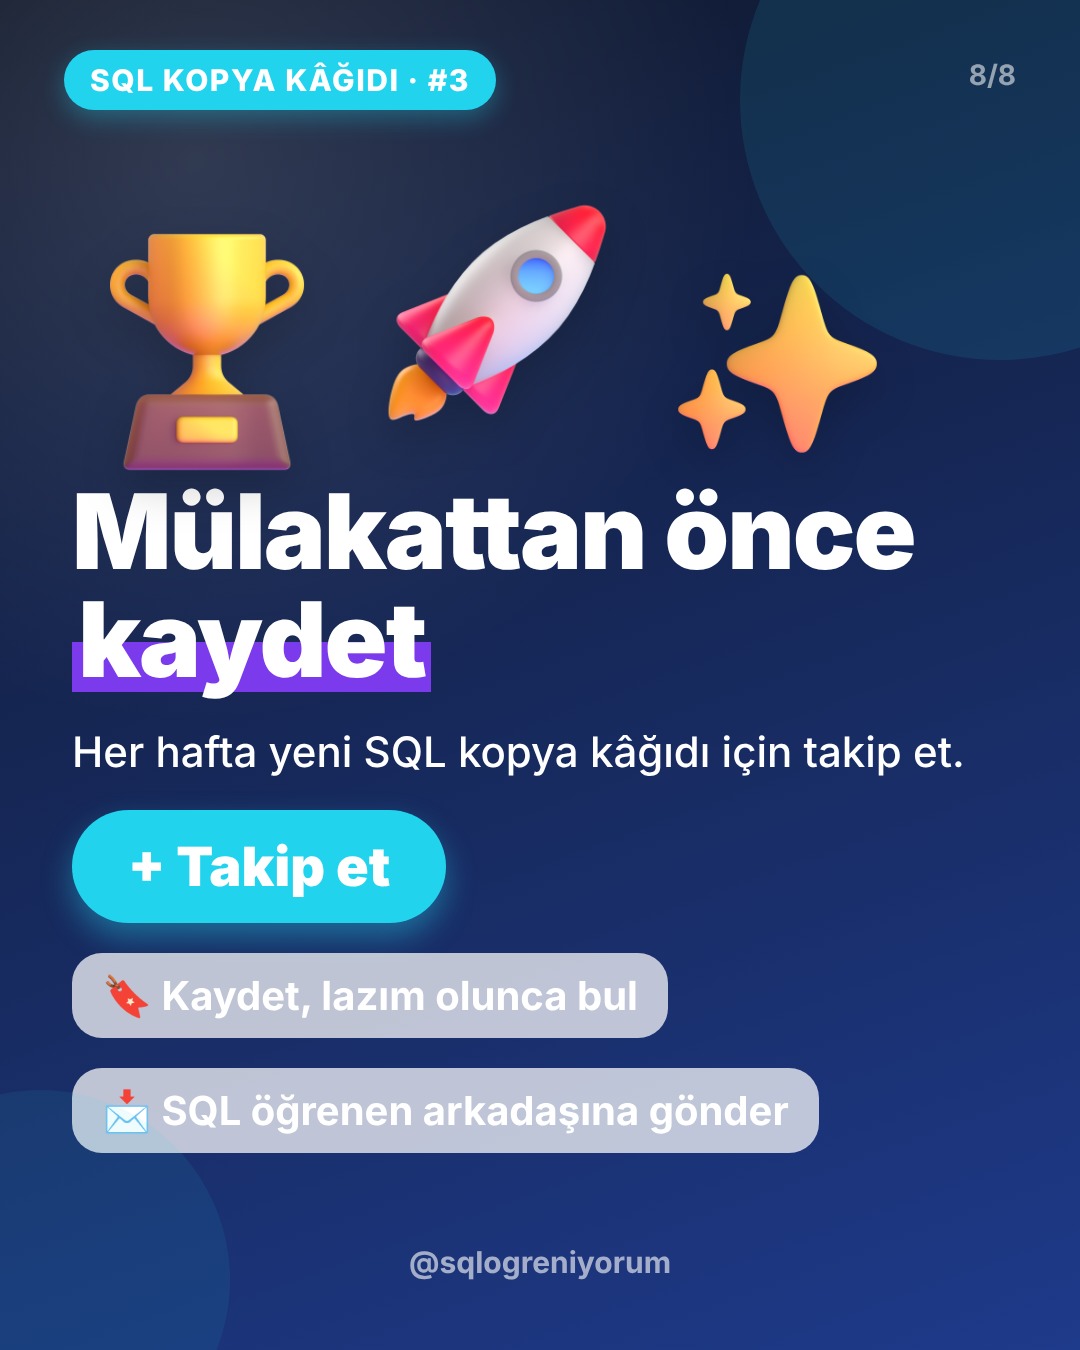 SQL KOPYA KÂĞIDI · #3
8/8
Mülakattan önce
kaydet
Her hafta yeni SQL kopya kâğıdı için takip et.
+ Takip et
Kaydet, lazım olunca bul
SQL öğrenen arkadaşına gönder
@sqlogreniyorum